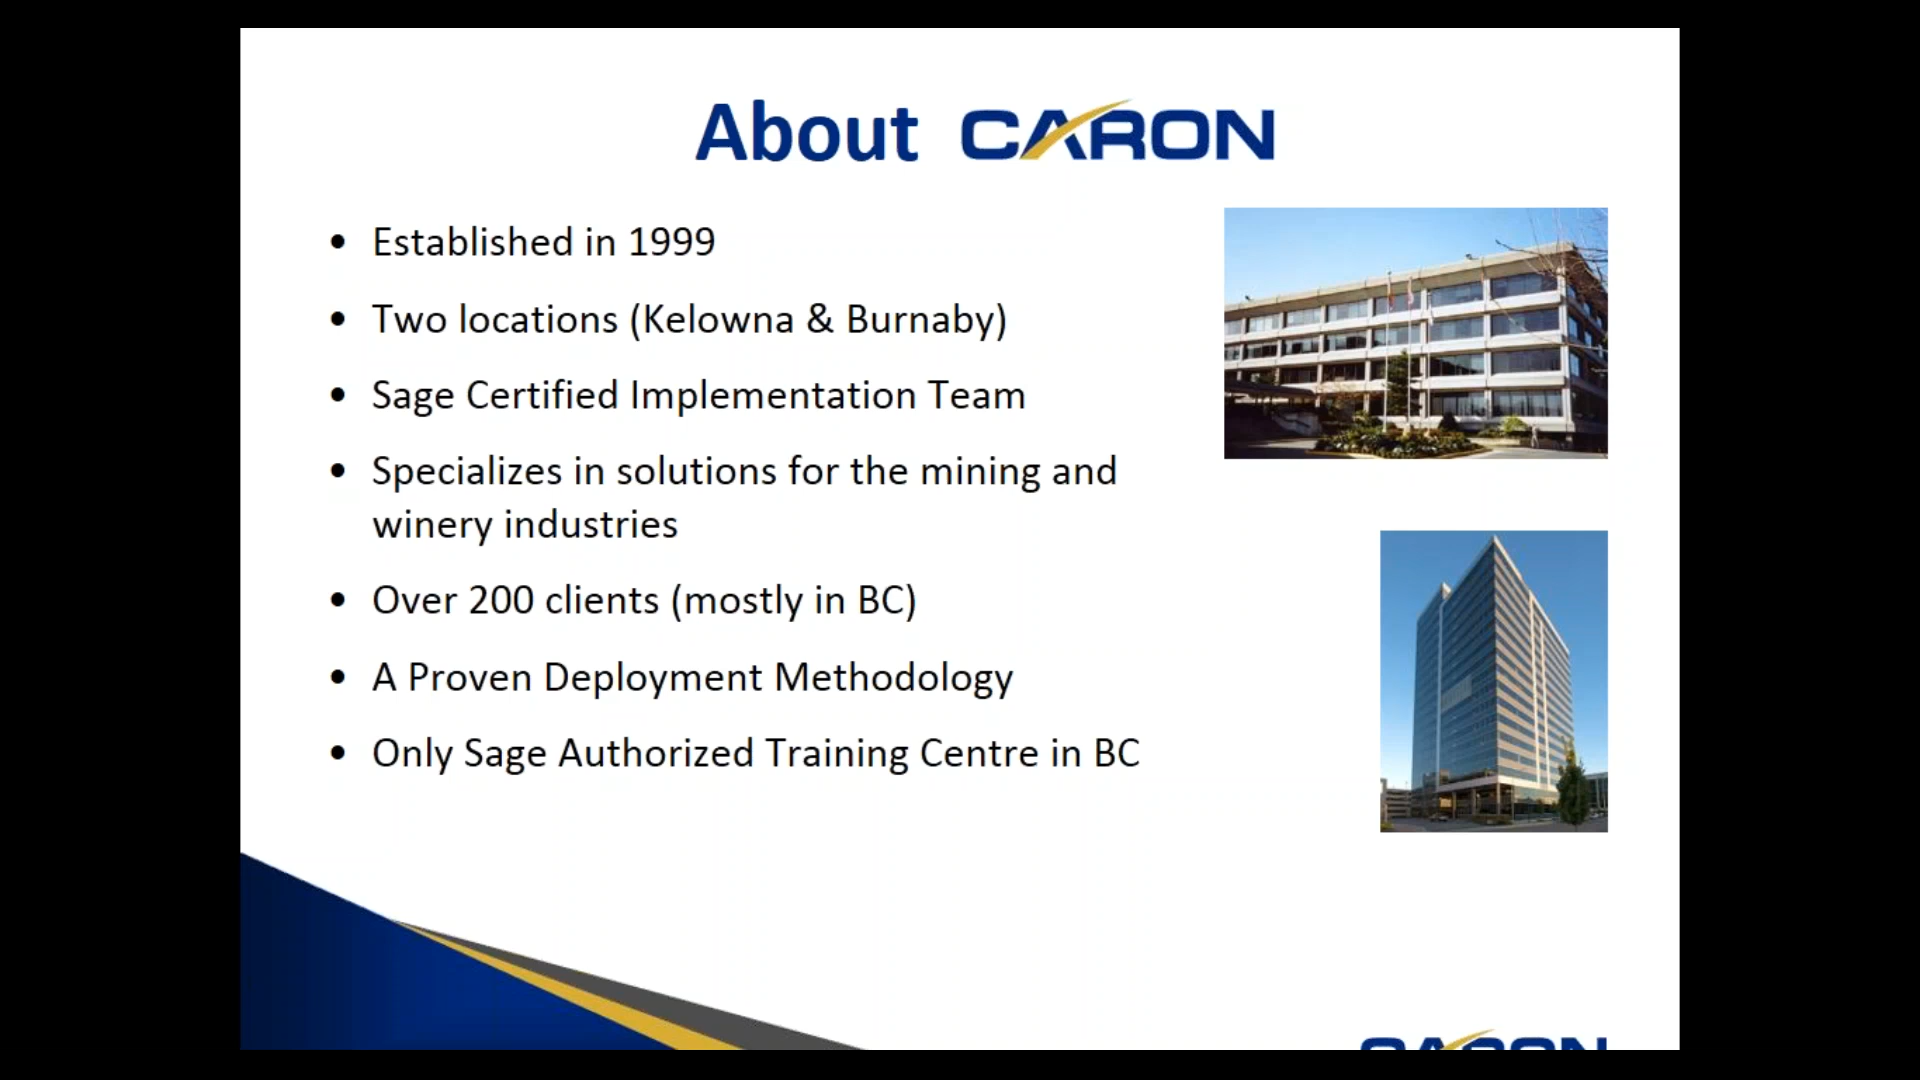 About CARON
• Established in 1999
• Two locations (Kelowna & Burnaby)
• Sage Certified Implementation Team
• Specializes in solutions for the mining and
winery industries
• Over 200 clients (mostly in BC)
• A Proven Deployment Methodology
• Only Sage Authorized Training Centre in BC
CARON